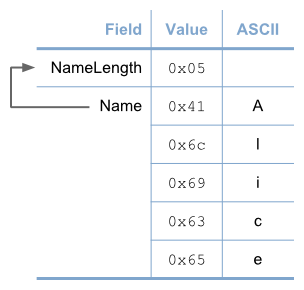 Field Value ASCII
NameLength 0x05
Name 0x41 A
0x6c l
0x69 i
0x63 c
0x65 e